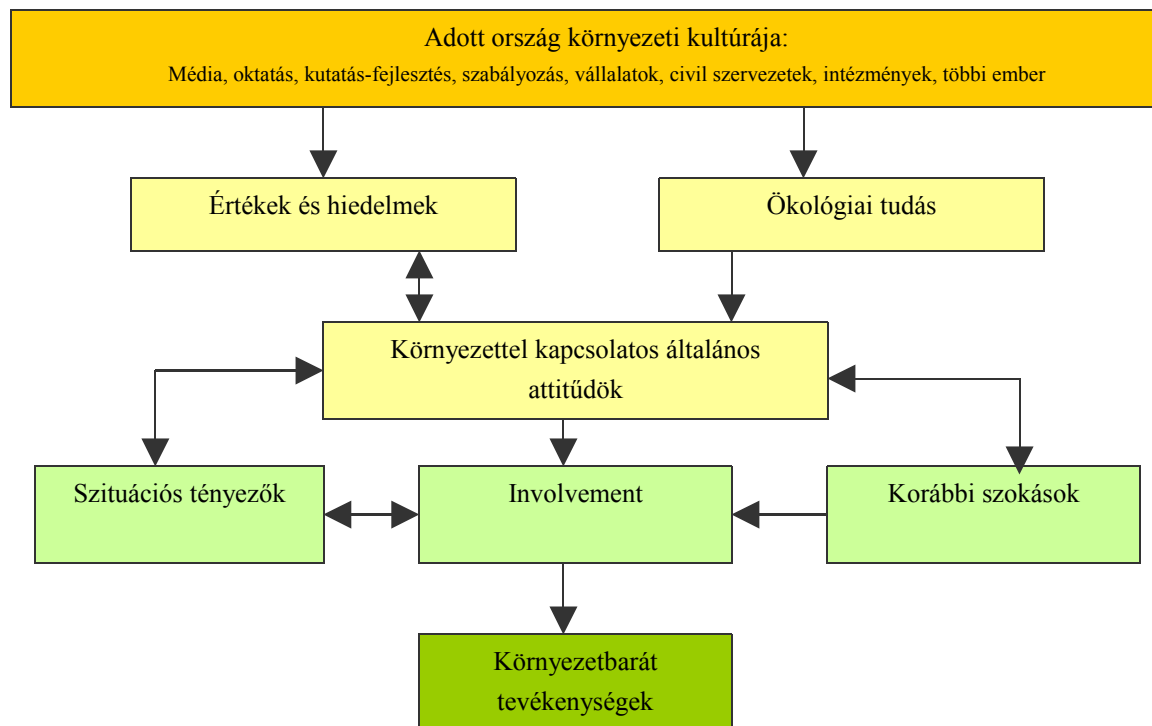 Adott ország környezeti kultúrája:
Média, oktatás, kutatás-fejlesztés, szabályozás, vállalatok, civil szervezetek, intézmények, többi ember
Értékek és hiedelmek
Ökológiai tudás
Környezettel kapcsolatos általános
attitűdök
Szituációs tényezők
Involvement
Korábbi szokások
Környezetbarát
tevékenységek